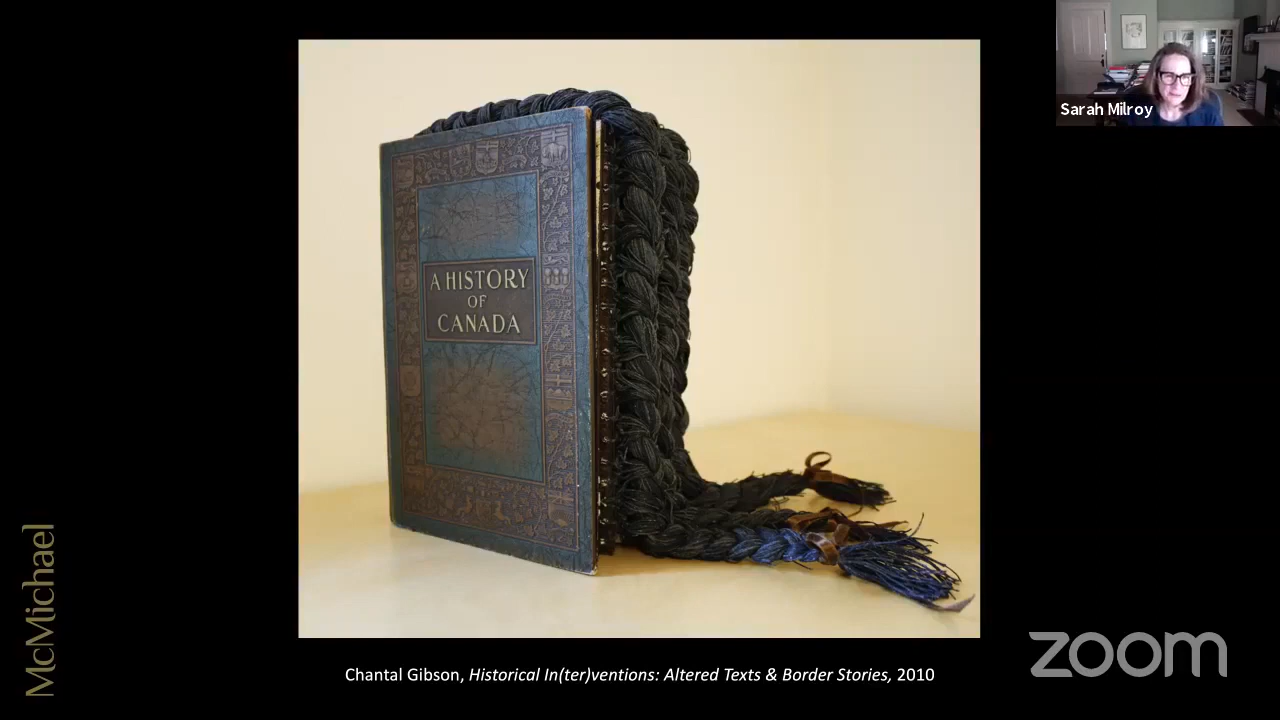 Sarah Milroy
A HISTORY
OF
CANADA
McMichael
Chantal Gibson, Historical In(ter)ventions: Altered Texts & Border Stories, 2010
zoom